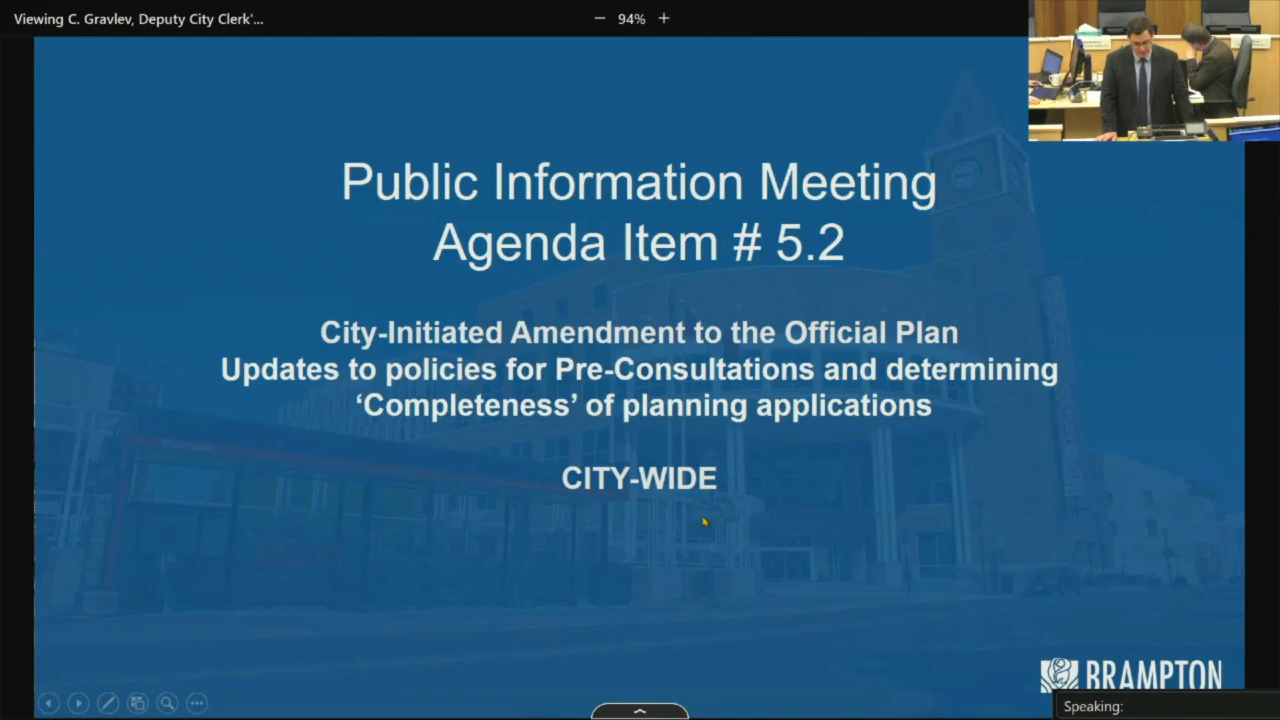 Viewing C. Gravlev, Deputy City Clerk'...
94%
Public Information Meeting
Agenda Item # 5.2
City-Initiated Amendment to the Official Plan
Updates to policies for Pre-Consultations and determining
‘Completeness’ of planning applications
CITY-WIDE
BRAMPTON
Speaking: